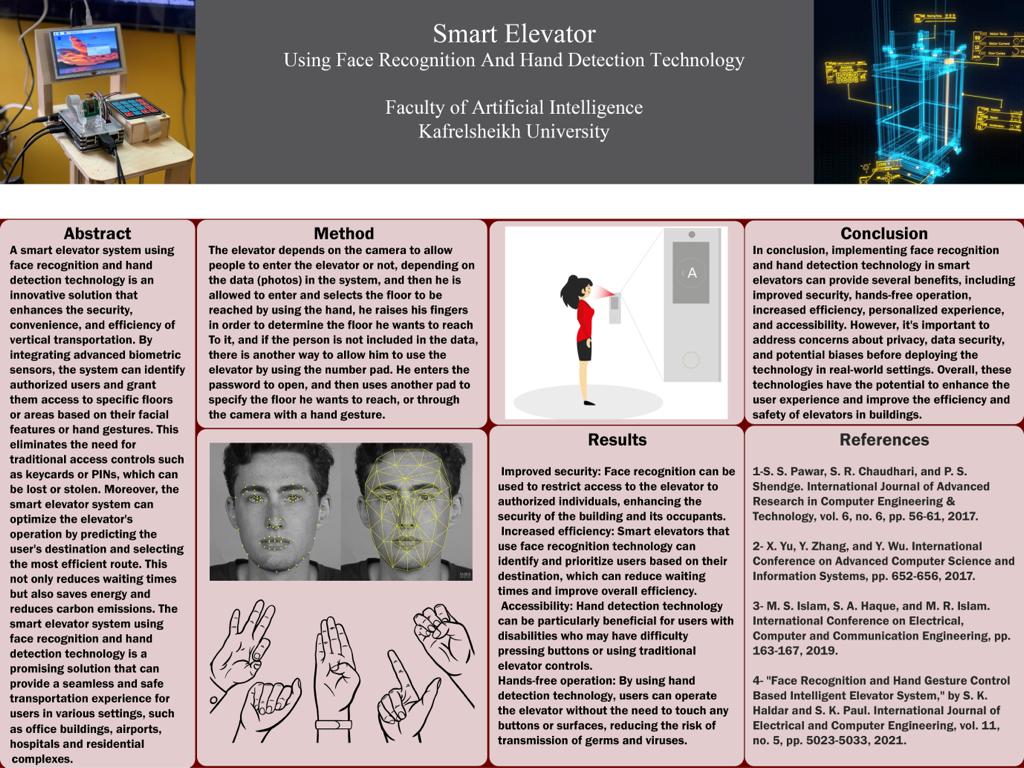 Smart Elevator
Using Face Recognition And Hand Detection Technology
Faculty of Artificial Intelligence
Kafrelsheikh University
Abstract
A smart elevator system using
face recognition and hand
detection technology is an
innovative solution that
enhances the security,
convenience, and efficiency of
vertical transportation. By
integrating advanced biometric
sensors, the system can identify
authorized users and grant
them access to specific floors
or areas based on their facial
features or hand gestures. This
eliminates the need for
traditional access controls such
as keycards or PINs, which can
be lost or stolen. Moreover, the
smart elevator system can
optimize the elevator's
operation by predicting the
user's destination and selecting
the most efficient route. This
not only reduces waiting times
but also saves energy and
reduces carbon emissions. The
smart elevator system using
face recognition and hand
detection technology is a
promising solution that can
provide a seamless and safe
transportation experience for
users in various settings, such
as office buildings, airports,
hospitals and residential
complexes.
Method
The elevator depends on the camera to allow
people to enter the elevator or not, depending on
the data (photos) in the system, and then he is
allowed to enter and selects the floor to be
reached by using the hand, he raises his fingers
in order to determine the floor he wants to reach
To it, and if the person is not included in the data,
there is another way to allow him to use the
elevator by using the number pad. He enters the
password to open, and then uses another pad to
specify the floor he wants to reach, or through
the camera with a hand gesture.
A
Results
Improved security: Face recognition can be
used to restrict access to the elevator to
authorized individuals, enhancing the
security of the building and its occupants.
Increased efficiency: Smart elevators that
use face recognition technology can
identify and prioritize users based on their
destination, which can reduce waiting
times and improve overall efficiency.
Accessibility: Hand detection technology
can be particularly beneficial for users with
disabilities who may have difficulty
pressing buttons or using traditional
elevator controls.
Hands-free operation: By using hand
detection technology, users can operate
the elevator without the need to touch any
buttons or surfaces, reducing the risk of
transmission of germs and viruses.
Conclusion
In conclusion, implementing face recognition
and hand detection technology in smart
elevators can provide several benefits, including
improved security, hands-free operation,
increased efficiency, personalized experience,
and accessibility. However, it's important to
address concerns about privacy, data security,
and potential biases before deploying the
technology in real-world settings. Overall, these
technologies have the potential to enhance the
user experience and improve the efficiency and
safety of elevators in buildings.
References
1-S. S. Pawar, S. R. Chaudhari, and P. S.
Shendge. International Journal of Advanced
Research in Computer Engineering &
Technology, vol. 6, no. 6, pp. 56-61, 2017.
2- X. Yu, Y. Zhang, and Y. Wu. International
Conference on Advanced Computer Science and
Information Systems, pp. 652-656, 2017.
3- M. S. Islam, S. A. Haque, and M. R. Islam.
International Conference on Electrical,
Computer and Communication Engineering, pp.
163-167, 2019.
4- "Face Recognition and Hand Gesture Control
Based Intelligent Elevator System," by S. K.
Haldar and S. K. Paul. International Journal of
Electrical and Computer Engineering, vol. 11,
no. 5, pp. 5023-5033, 2021.